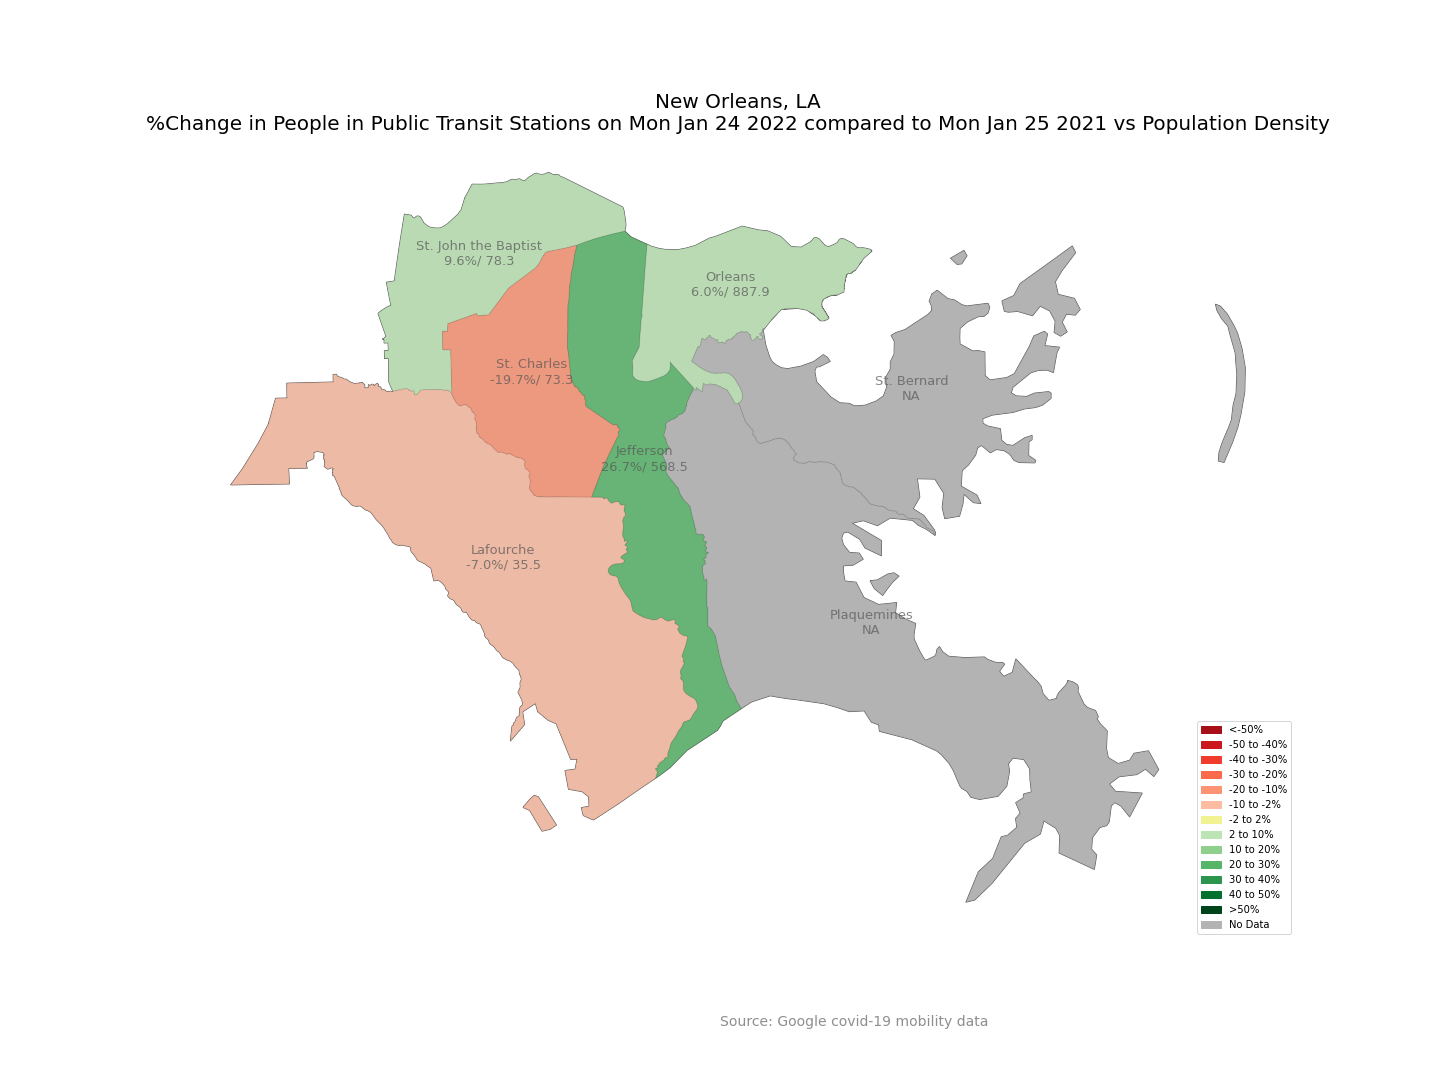 New Orleans, LA
%Change in People in Public Transit Stations on Mon Jan 24 2022 compared to Mon Jan 25 2021 vs Population Density
St. John the Baptist
9.6%/ 78.3
Orleans
6.0%/ 887.9
St. Charles
-19.7%/ 73.3
St. Bernard
NA
Jefferson
26.7%/ 568.5
Lafourche
-7.0%/ 35.5
Plaquemines
NA
<-50%
-50 to -40%
-40 to -30%
-30 to -20%
-20 to -10%
-10 to -2%
-2 to 2%
2 to 10%
10 to 20%
20 to 30%
30 to 40%
40 to 50%
>50%
No Data
Source: Google covid-19 mobility data